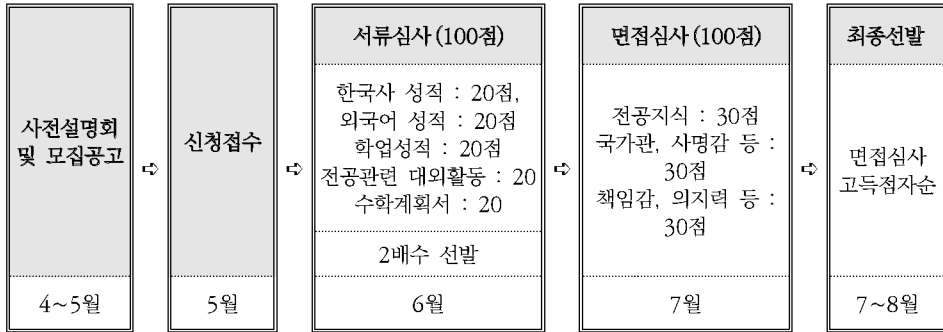 사전설명회
및 모집공고
4~5월
⇨
신청접수
5월
⇨
서류심사(100점)
한국사 성적 : 20점,
외국어 성적 : 20점
학업성적 : 20점
전공관련 대외활동 : 20
수학계획서 : 20
2배수 선발
6월
⇨
면접심사(100점)
전공지식 : 30점
국가관, 사명감 등 :
30점
책임감, 의지력 등 :
30점
7월
⇨
최종선발
면접심사
고득점자순
7~8월